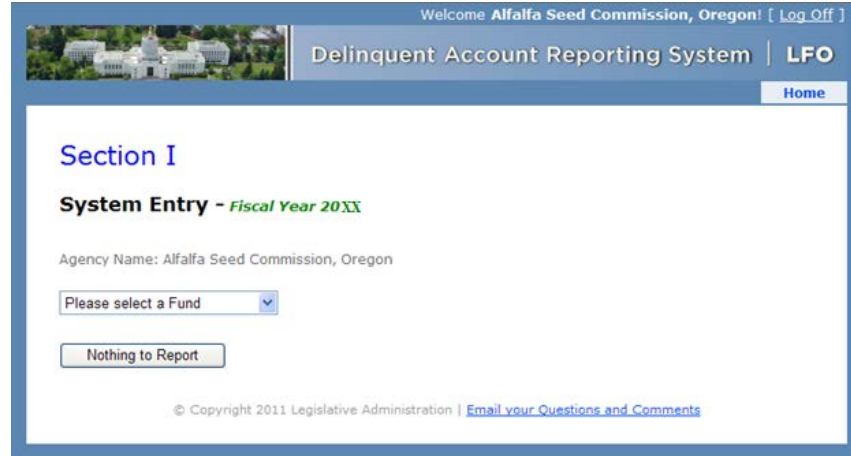 Welcome Alfalfa Seed Commission, Oregon! [ Log Off ]
Delinquent Account Reporting System | LFO
Home
Section I
System Entry - Fiscal Year 20XX
Agency Name: Alfalfa Seed Commission, Oregon
Please select a Fund
Nothing to Report
© Copyright 2011 Legislative Administration | Email your Questions and Comments